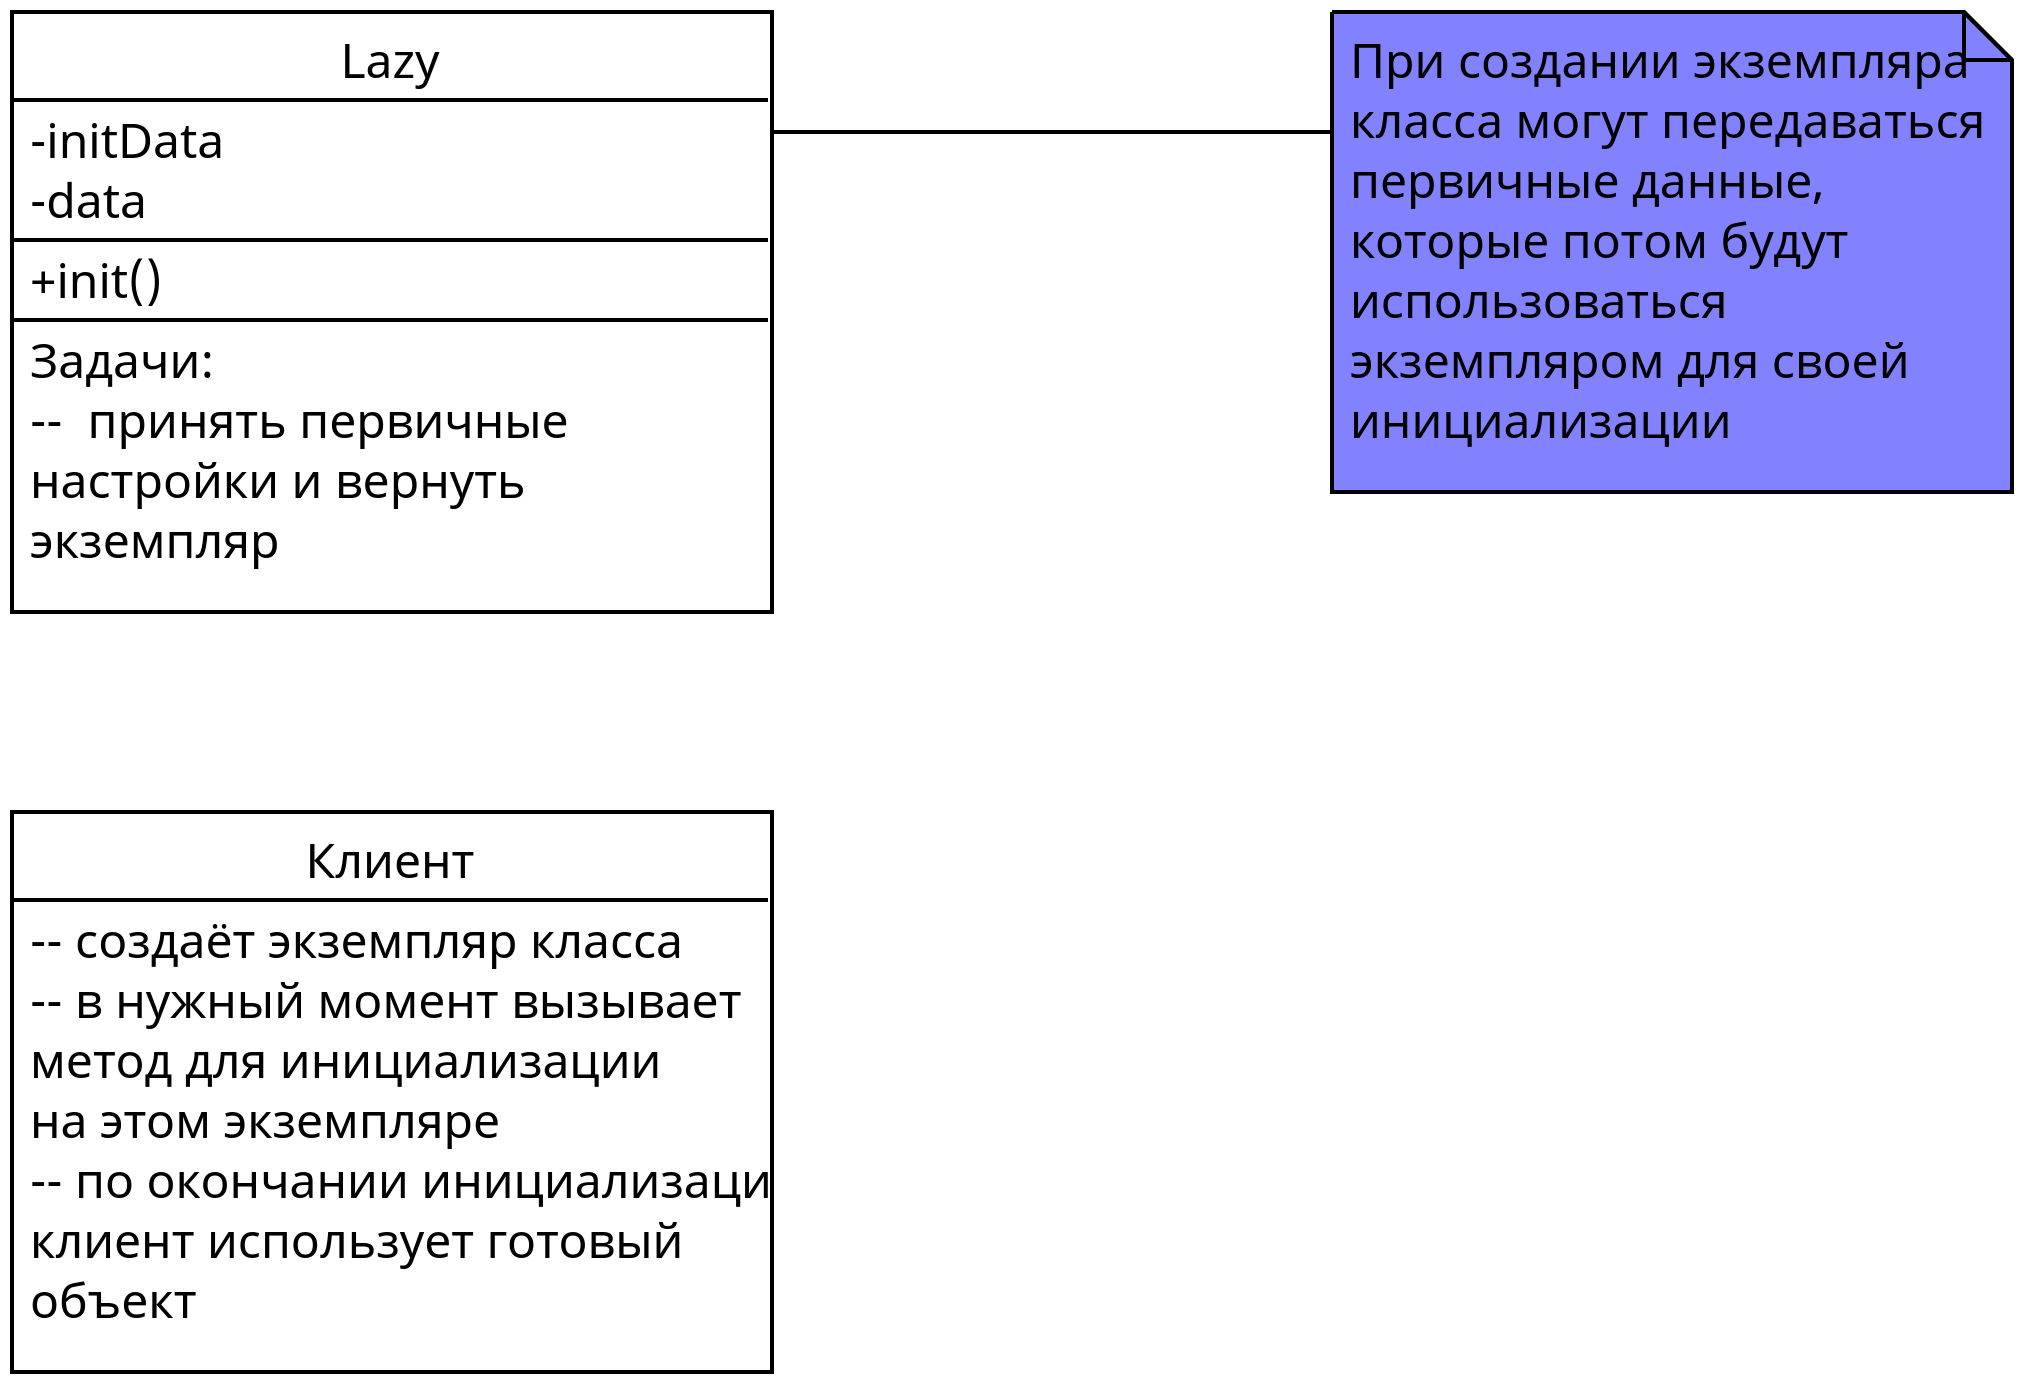 Lazy
-initData
-data
+init()
Задачи:
--  принять первичные
настройки и вернуть
экземпляр
При создании экземпляра
класса могут передаваться
первичные данные,
которые потом будут
использоваться
экземпляром для своей
инициализации
Клиент
-- создаёт экземпляр класса
-- в нужный момент вызывает
метод для инициализации
на этом экземпляре
-- по окончании инициализаци
клиент использует готовый
объект